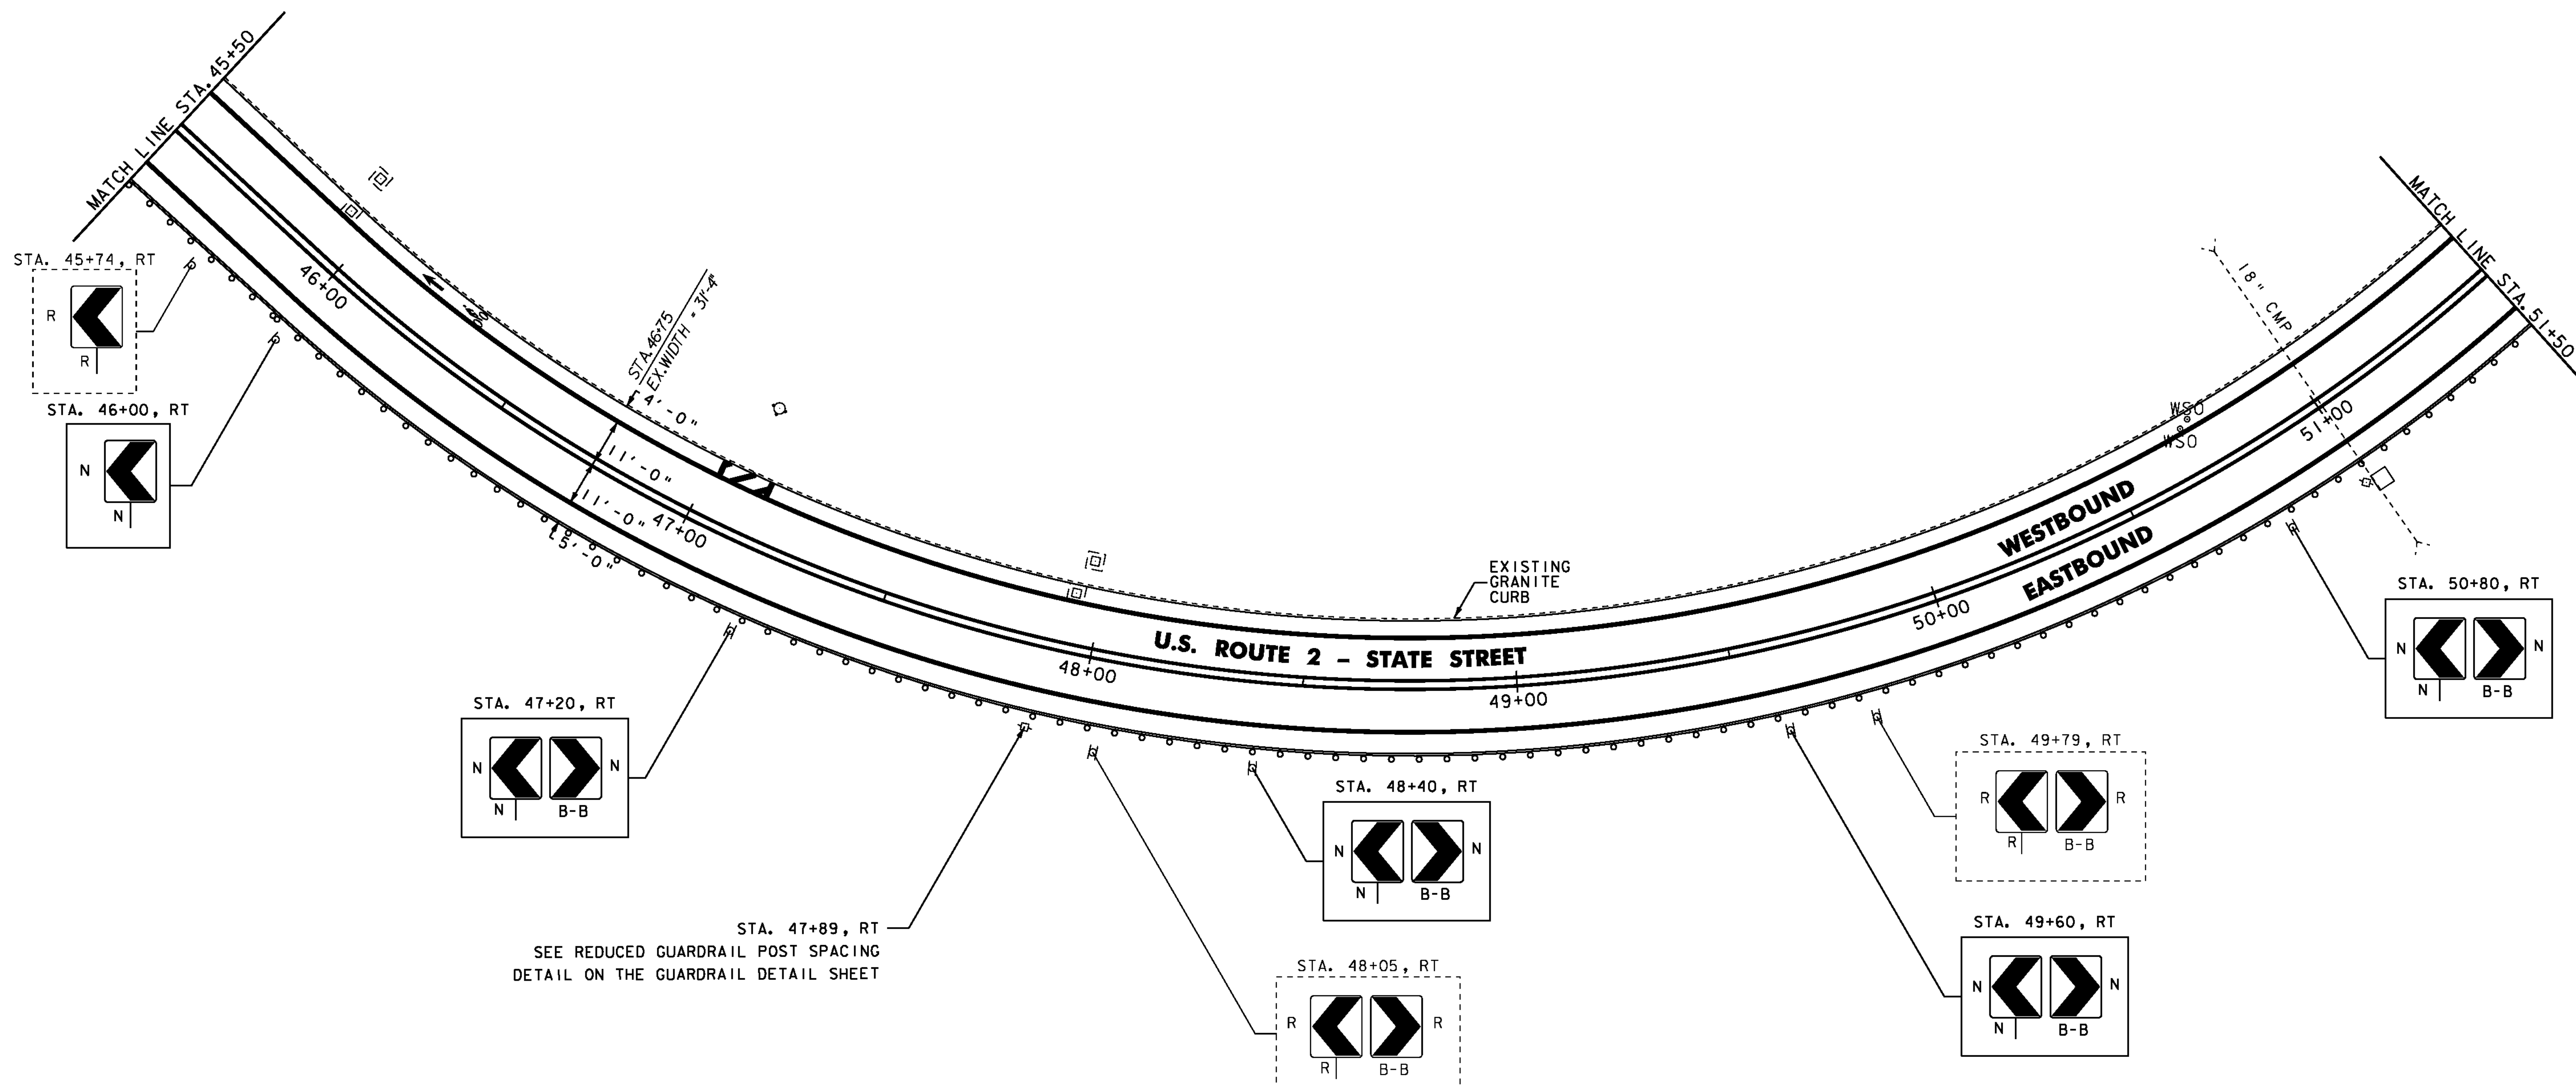 MATCH LINE STA. 45+50
MATCH LINE STA. 51+50
18" CMP
STA. 45+74, RT
R
R
46+00
STA. 46+75
EX. WIDTH = 31'-4"
4'-0"
11'-0"
11'-0"
5'-0"
STA. 46+00, RT
N
N
47+00
WSO
WSO
51+00
WESTBOUND
EASTBOUND
EXISTING
GRANITE
CURB
50+00
U.S. ROUTE 2 - STATE STREET
48+00
49+00
STA. 50+80, RT
N N
N B-B
STA. 47+20, RT
N N
N B-B
STA. 49+79, RT
R R
R B-B
STA. 48+40, RT
N N
N B-B
STA. 47+89, RT
SEE REDUCED GUARDRAIL POST SPACING
DETAIL ON THE GUARDRAIL DETAIL SHEET
STA. 49+60, RT
N N
N B-B
STA. 48+05, RT
R R
R B-B